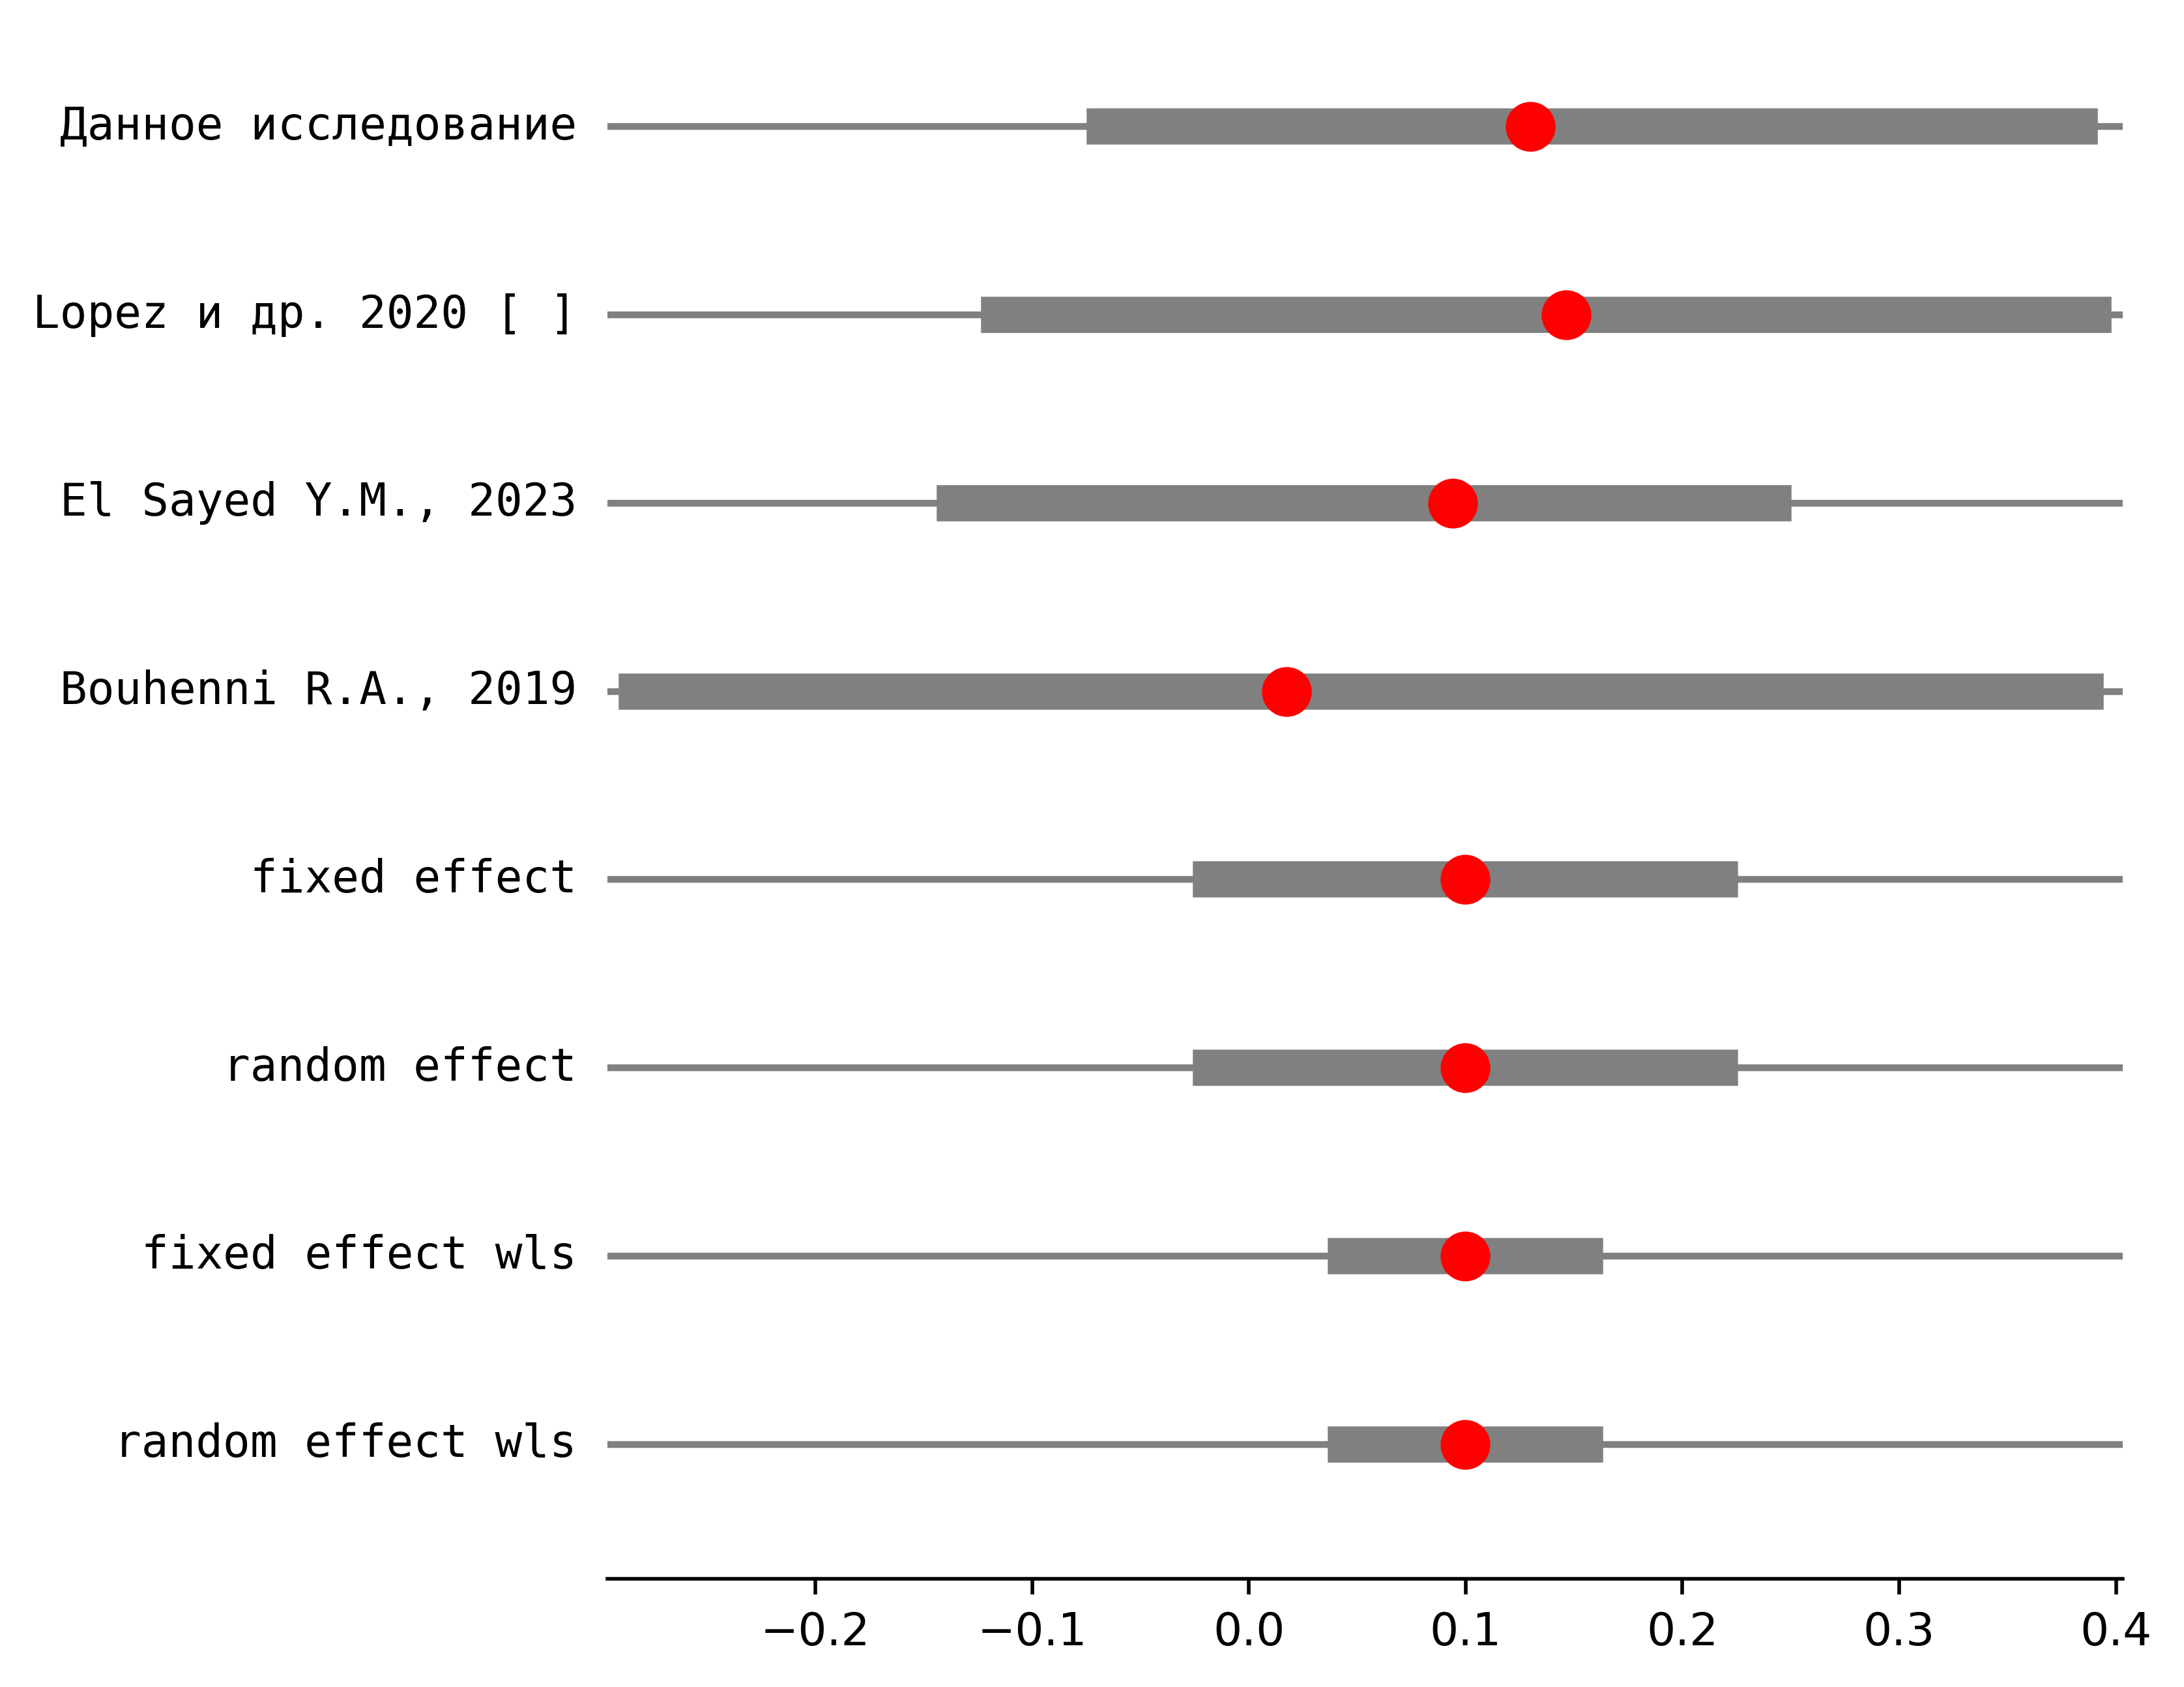 Данное исследование
Lopez и др. 2020 [ ]
El Sayed Y.M., 2023
Bouhenni R.A., 2019
fixed effect
random effect
fixed effect wls
random effect wls
−0.2 −0.1 0.0 0.1 0.2 0.3 0.4